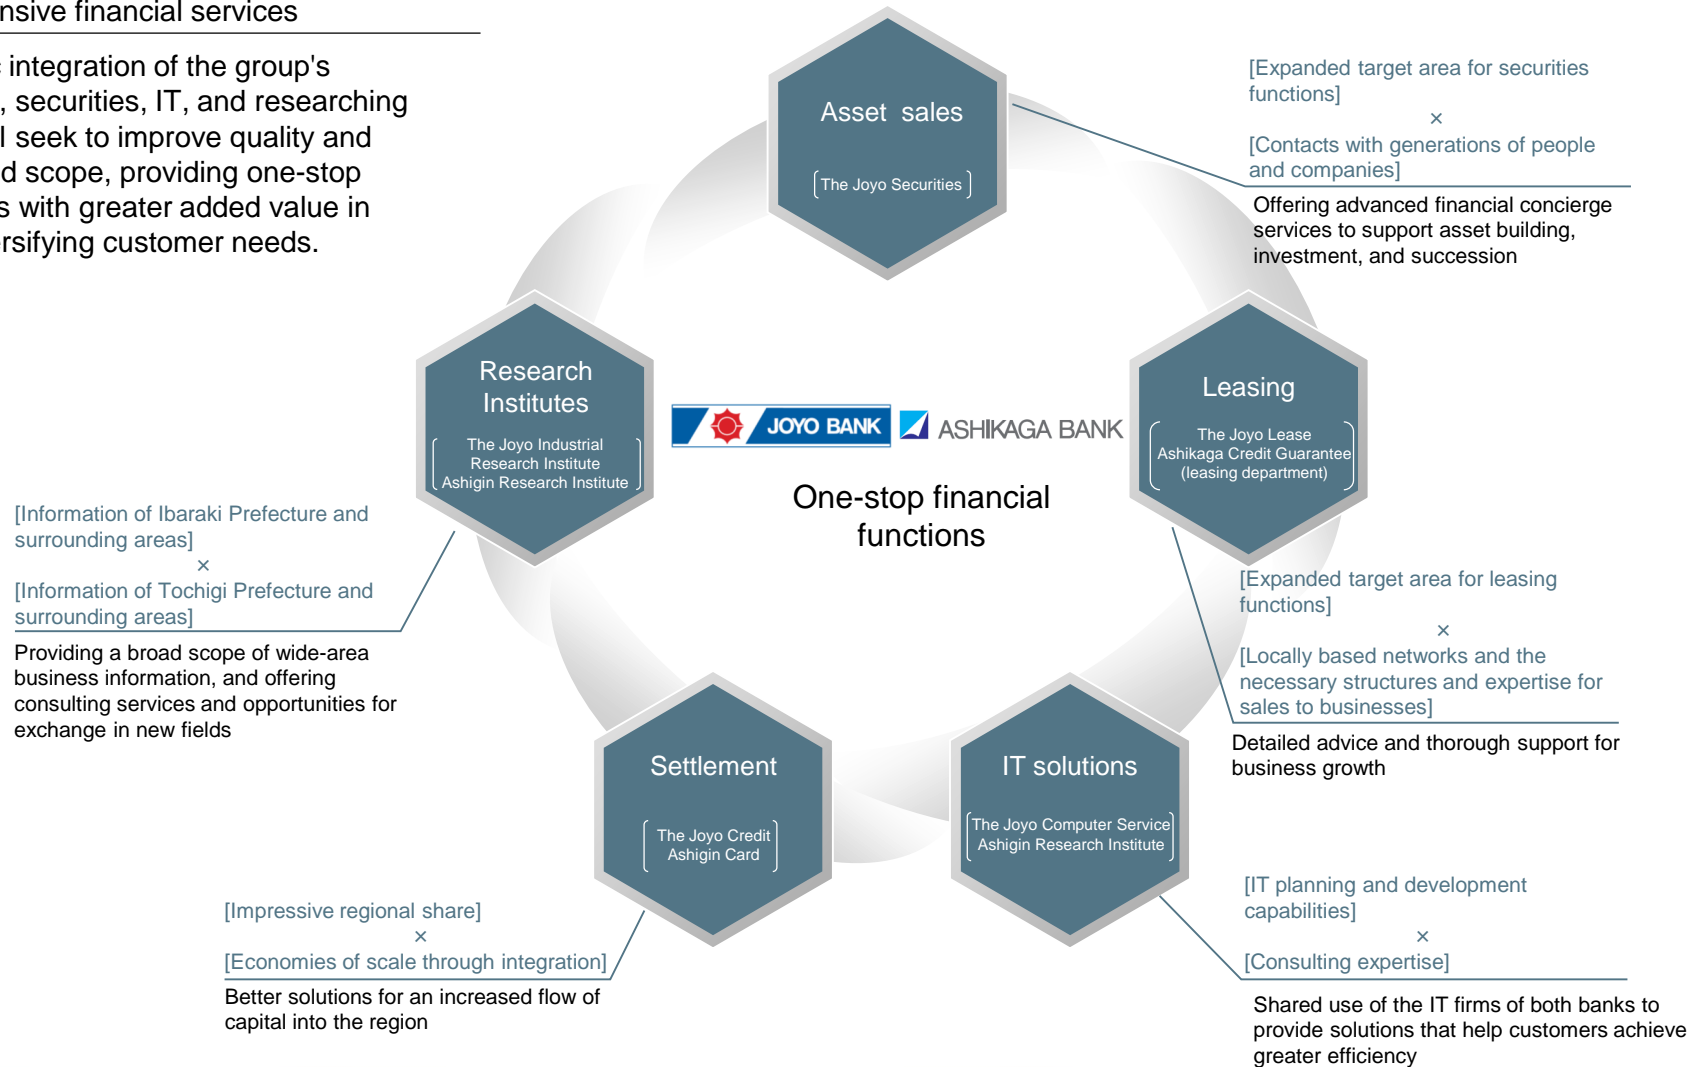 nsive financial services
integration of the group's
, securities, IT, and researching
l seek to improve quality and
d scope, providing one-stop
s with greater added value in
ersifying customer needs.
Asset sales
The Joyo Securities
[Expanded target area for securities
functions]
×
[Contacts with generations of people
and companies]
Offering advanced financial concierge
services to support asset building,
investment, and succession
Research
Institutes
The Joyo Industrial
Research Institute
Ashigin Research Institute
JOYO BANK
ASHIKAGA BANK
One-stop financial
functions
Leasing
The Joyo Lease
Ashikaga Credit Guarantee
(leasing department)
[Information of Ibaraki Prefecture and
surrounding areas]
×
[Information of Tochigi Prefecture and
surrounding areas]
Providing a broad scope of wide-area
business information, and offering
consulting services and opportunities for
exchange in new fields
[Expanded target area for leasing
functions]
×
[Locally based networks and the
necessary structures and expertise for
sales to businesses]
Detailed advice and thorough support for
business growth
Settlement
The Joyo Credit
Ashigin Card
IT solutions
The Joyo Computer Service
Ashigin Research Institute
[Impressive regional share]
×
[Economies of scale through integration]
Better solutions for an increased flow of
capital into the region
[IT planning and development
capabilities]
×
[Consulting expertise]
Shared use of the IT firms of both banks to
provide solutions that help customers achieve
greater efficiency